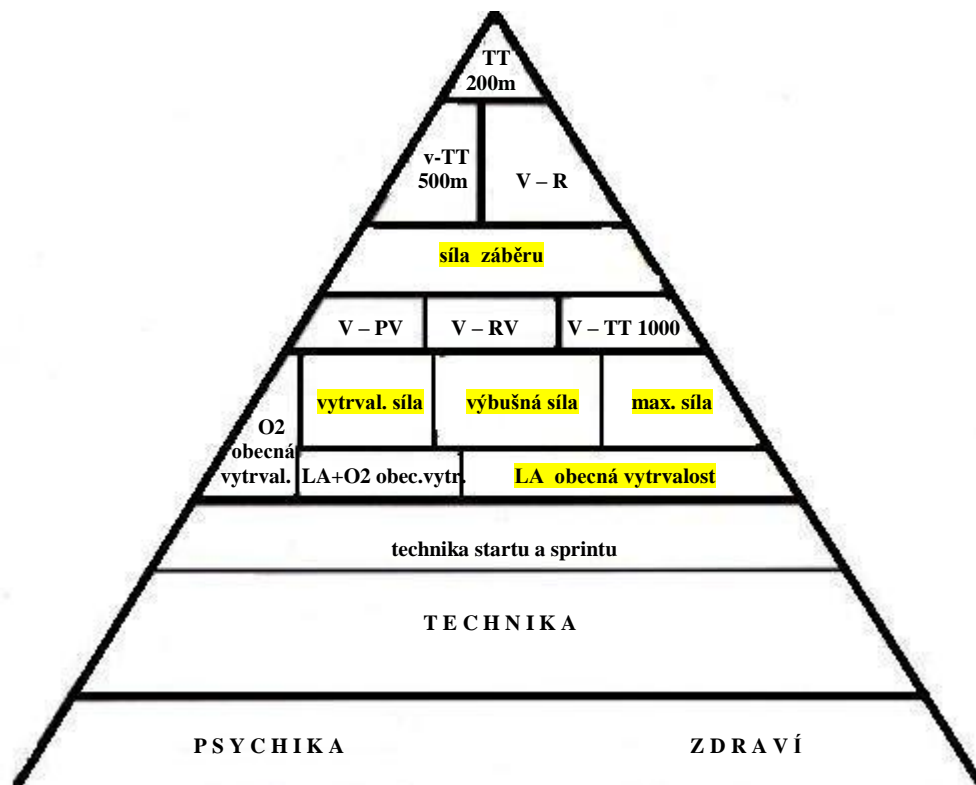 TT
200m
v-TT
500m
V – R
síla záběru
V – PV
V – RV
V – TT 1000
vytrval. síla
výbušná síla
max. síla
O2
obecná
vytrval.
LA+O2 obec.vytr.
LA obecná vytrvalost
technika startu a sprintu
T E C H N I K A
P S Y C H I K A
Z D R A V Í